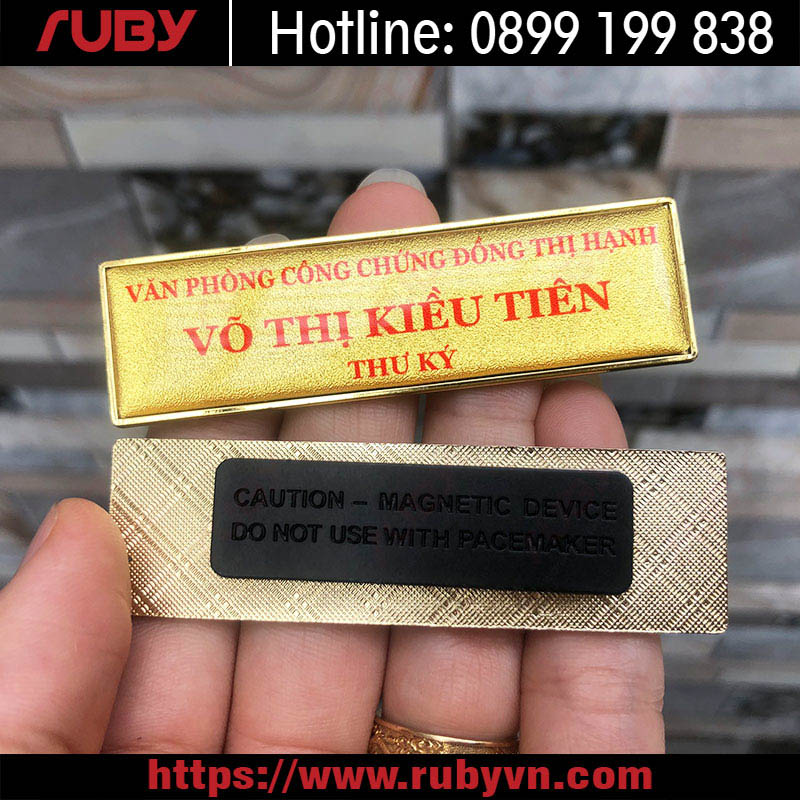 RUBY
Hotline: 0899 199 838
VĂN PHÒNG CÔNG CHỨNG ĐỒNG THỊ HẠNH
VÕ THỊ KIỀU TIÊN
THƯ KÝ
CAUTION – MAGNETIC DEVICE
DO NOT USE WITH PACEMAKER
https://www.rubyvn.com